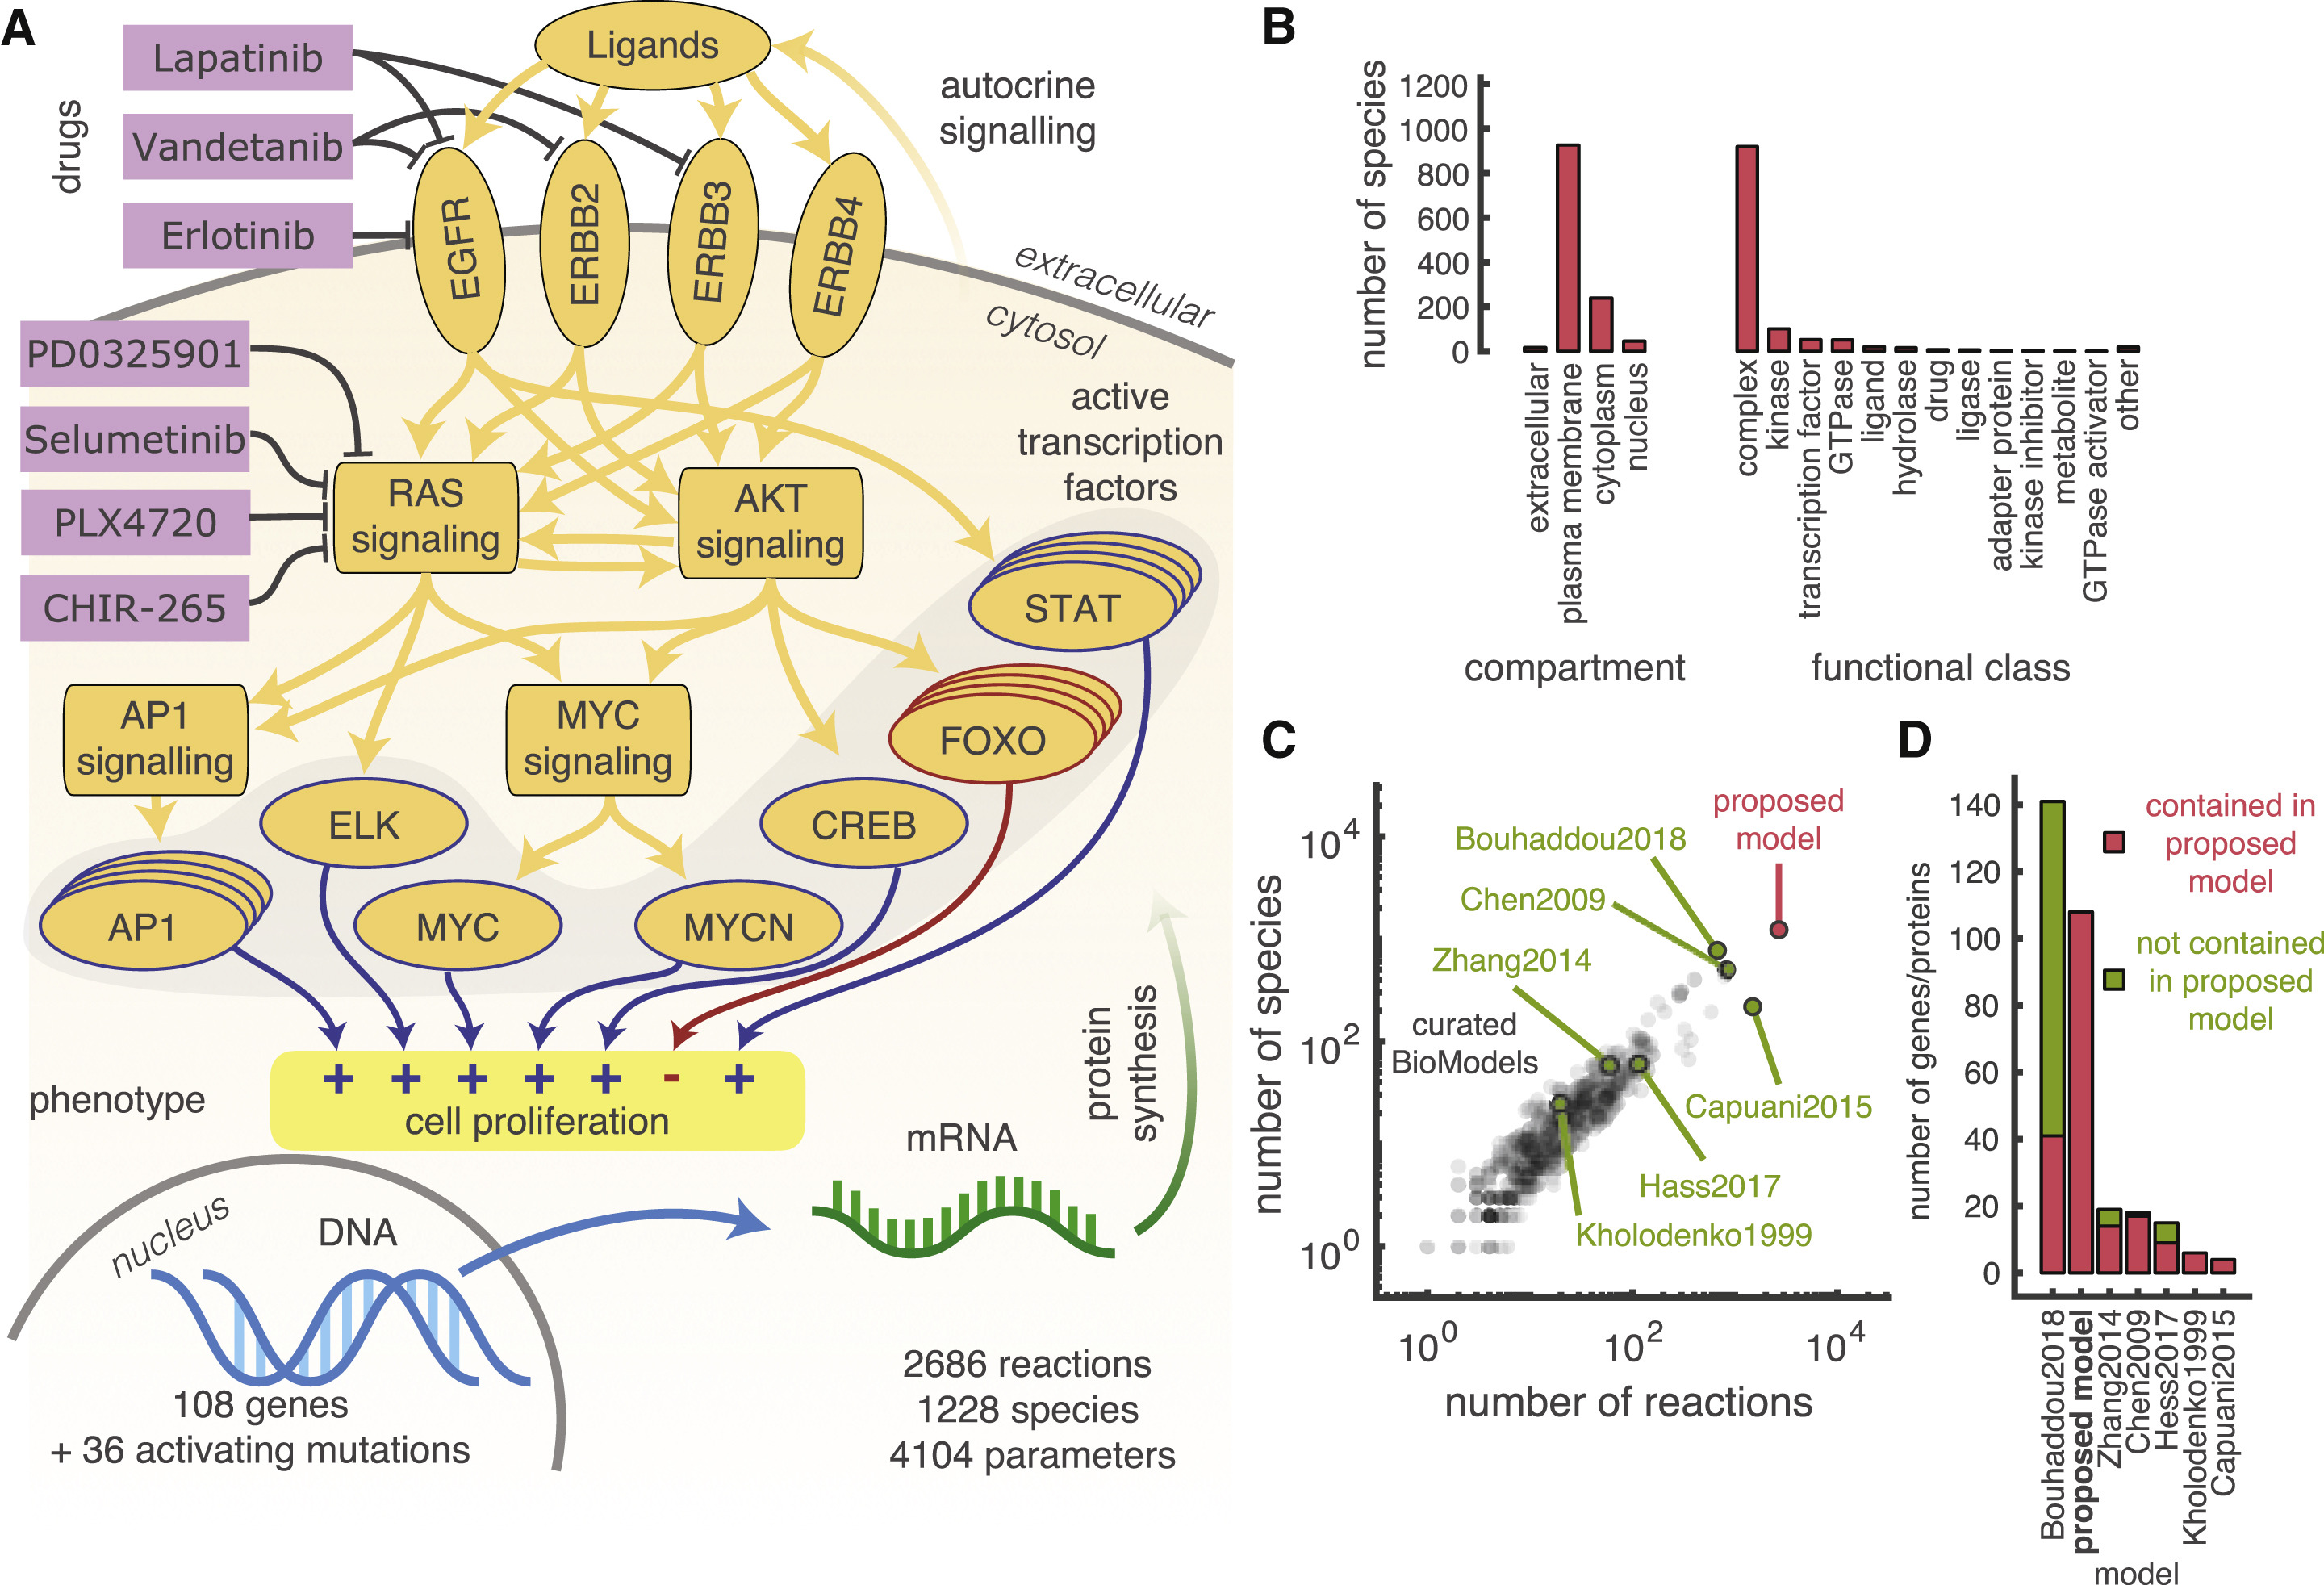 A
Lapatinib
Vandetanib
Erlotinib
drugs
Ligands
autocrine
signalling
EGFR
ERBB2
ERBB3
ERBB4
extracellular
cytosol
PD0325901
Selumetinib
PLX4720
CHIR-265
RAS
signaling
AKT
signaling
active
transcription
factors
STAT
FOXO
AP1
signalling
MYC
signaling
ELK
CREB
AP1
MYC
MYCN
phenotype
+ + + + + - +
cell proliferation
protein
synthesis
mRNA
nucleus
DNA
108 genes
+ 36 activating mutations
2686 reactions
1228 species
4104 parameters
B
number of species
1200
1000
800
600
400
200
0
extracellular
plasma membrane
cytoplasm
nucleus
compartment
complex
kinase
transcription factor
GTPase
ligand
hydrolase
drug
ligase
adapter protein
kinase inhibitor
metabolite
GTPase activator
other
functional class
C
number of species
10^4
10^2
10^0
Bouhaddou2018
proposed
model
Chen2009
Zhang2014
curated
BioModels
Capuani2015
Hass2017
Kholodenko1999
10^0
10^2
10^4
number of reactions
D
number of genes/proteins
140
120
100
80
60
40
20
0
contained in
proposed
model
not contained
in proposed
model
Bouhaddou2018
proposed model
Zhang2014
Chen2009
Hess2017
Kholodenko1999
Capuani2015
model